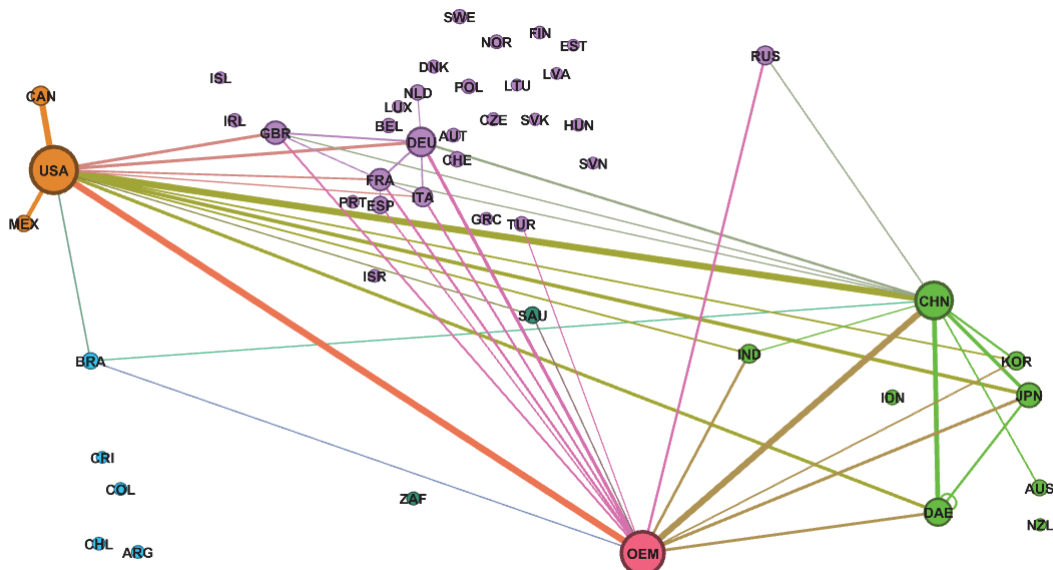 SWE
FIN
NOR
EST
RUS
DNK
LVA
ISL
POL
LTU
NLD
CAN
LUX
IRL
BEL
CZE
SVK
HUN
GBR
AUT
DEU
CHE
SVN
USA
FRA
ITA
PRT
ESP
MEX
GRC
TUR
ISR
CHN
SAU
IND
BRA
KOR
JPN
IDN
CRI
COL
AUS
ZAF
DAE
NZL
CHL
ARG
OEM